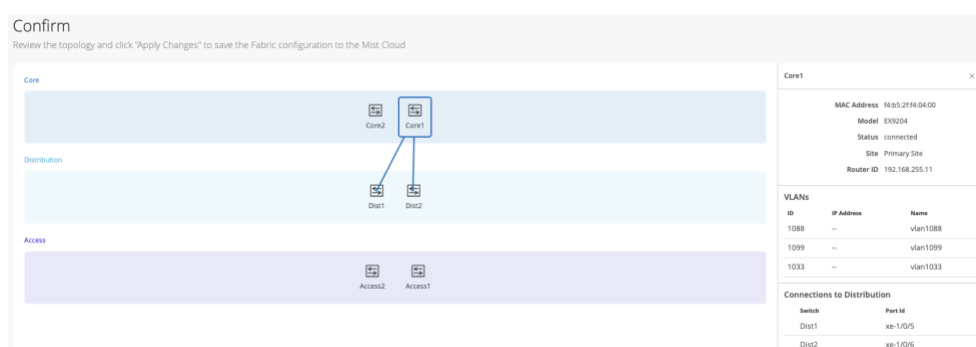 Confirm
Review the topology and click "Apply Changes" to save the Fabric configuration to the Mist Cloud
Core
Core2 Core1
Distribution
Dist1 Dist2
Access
Access2 Access1
Core1 ×
MAC Address f4:b5:2f:f4:04:00
Model EX9204
Status connected
Site Primary Site
Router ID 192.168.255.11
VLANs
ID IP Address Name
1088 -- vlan1088
1099 -- vlan1099
1033 -- vlan1033
Connections to Distribution
Switch Port Id
Dist1 xe-1/0/5
Dist2 xe-1/0/6